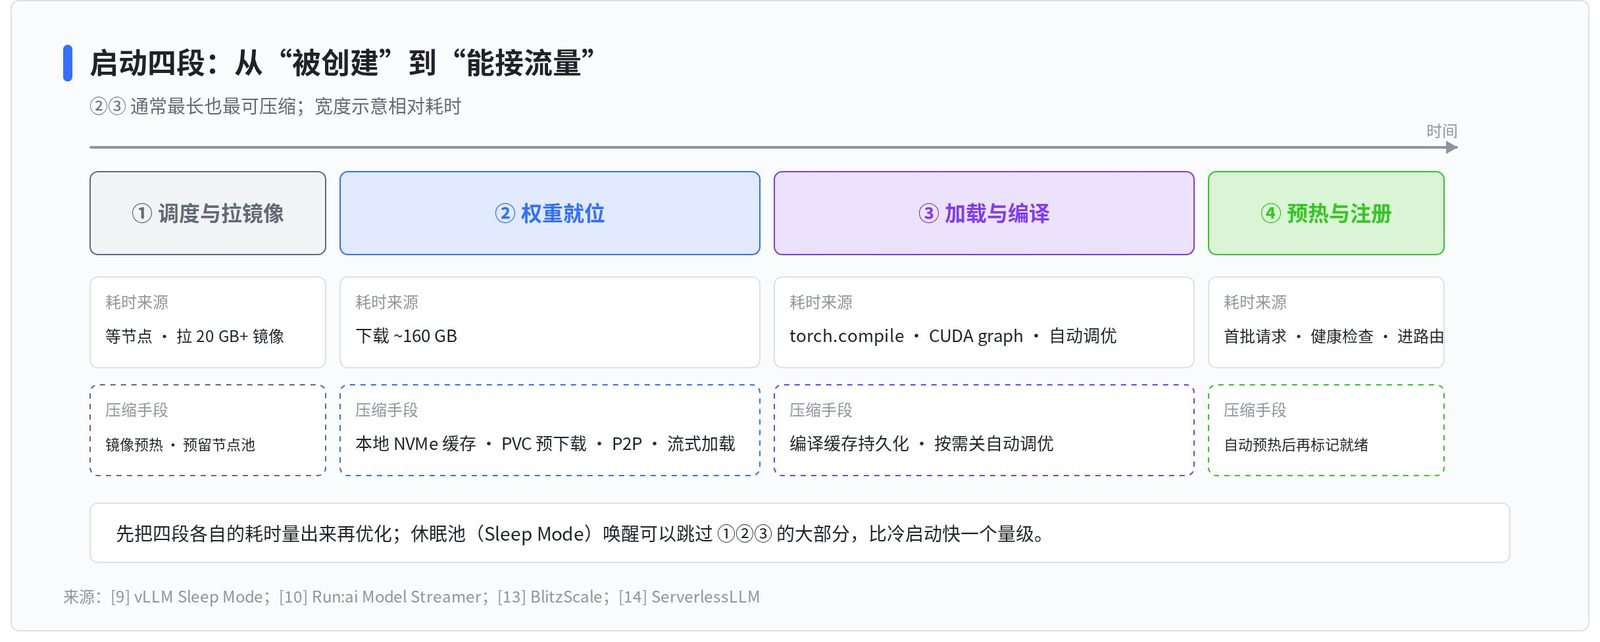 启动四段：从“被创建”到“能接流量”
②③ 通常最长也最可压缩；宽度示意相对耗时
时间
① 调度与拉镜像
② 权重就位
③ 加载与编译
④ 预热与注册
耗时来源
等节点 · 拉 20 GB+ 镜像
耗时来源
下载 ~160 GB
耗时来源
torch.compile · CUDA graph · 自动调优
耗时来源
首批请求 · 健康检查 · 进路由
压缩手段
镜像预热 · 预留节点池
压缩手段
本地 NVMe 缓存 · PVC 预下载 · P2P · 流式加载
压缩手段
编译缓存持久化 · 按需关自动调优
压缩手段
自动预热后再标记就绪
先把四段各自的耗时量出来再优化；休眠池（Sleep Mode）唤醒可以跳过 ①②③ 的大部分，比冷启动快一个量级。
来源：[9] vLLM Sleep Mode；[10] Run:ai Model Streamer；[13] BlitzScale；[14] ServerlessLLM